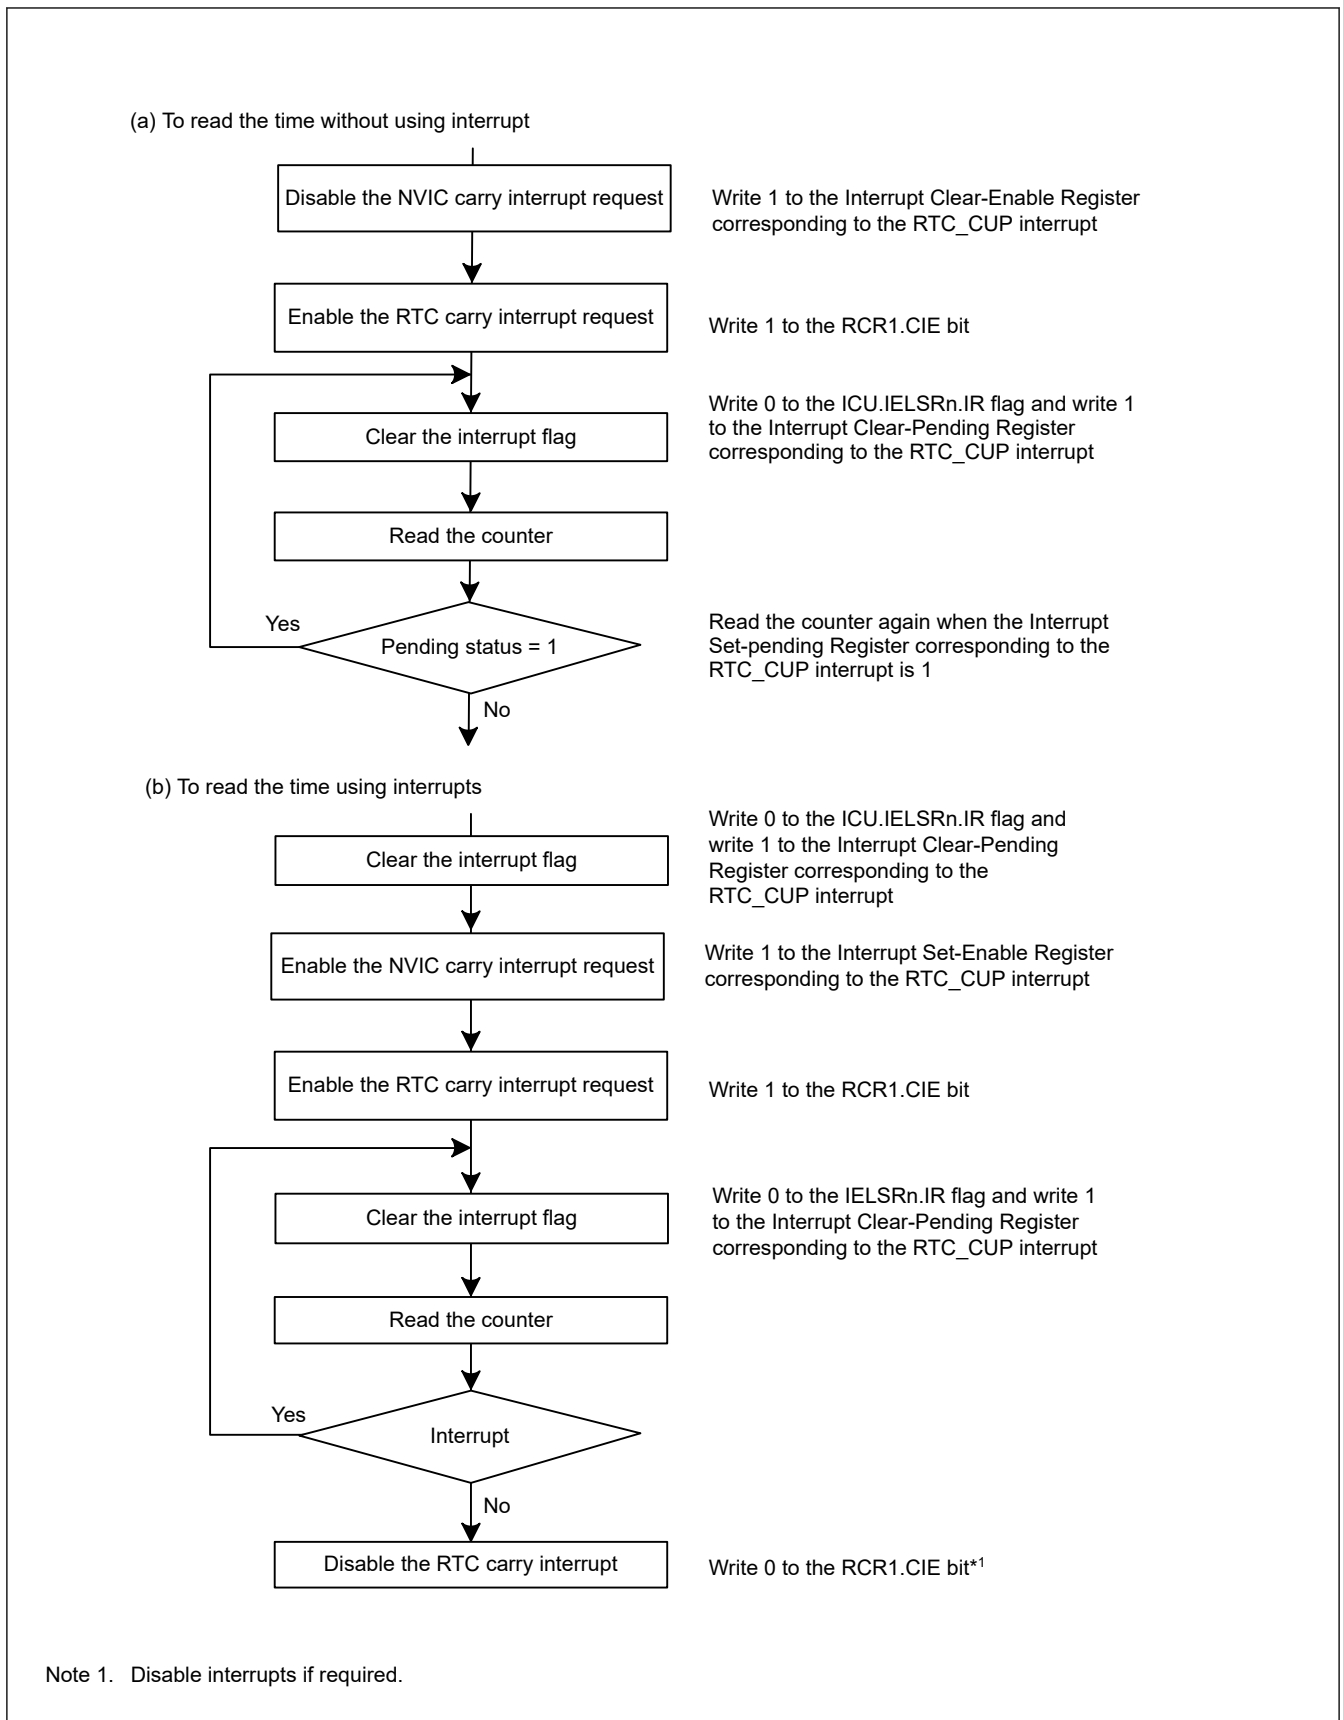 (a) To read the time without using interrupt
Disable the NVIC carry interrupt request
Write 1 to the Interrupt Clear-Enable Register
corresponding to the RTC_CUP interrupt
Enable the RTC carry interrupt request
Write 1 to the RCR1.CIE bit
Clear the interrupt flag
Write 0 to the ICU.IELSRn.IR flag and write 1
to the Interrupt Clear-Pending Register
corresponding to the RTC_CUP interrupt
Read the counter
Yes
Pending status = 1
Read the counter again when the Interrupt
Set-pending Register corresponding to the
RTC_CUP interrupt is 1
No
(b) To read the time using interrupts
Clear the interrupt flag
Write 0 to the ICU.IELSRn.IR flag and
write 1 to the Interrupt Clear-Pending
Register corresponding to the
RTC_CUP interrupt
Enable the NVIC carry interrupt request
Write 1 to the Interrupt Set-Enable Register
corresponding to the RTC_CUP interrupt
Enable the RTC carry interrupt request
Write 1 to the RCR1.CIE bit
Clear the interrupt flag
Write 0 to the IELSRn.IR flag and write 1
to the Interrupt Clear-Pending Register
corresponding to the RTC_CUP interrupt
Read the counter
Yes
Interrupt
No
Disable the RTC carry interrupt
Write 0 to the RCR1.CIE bit*1
Note 1. Disable interrupts if required.